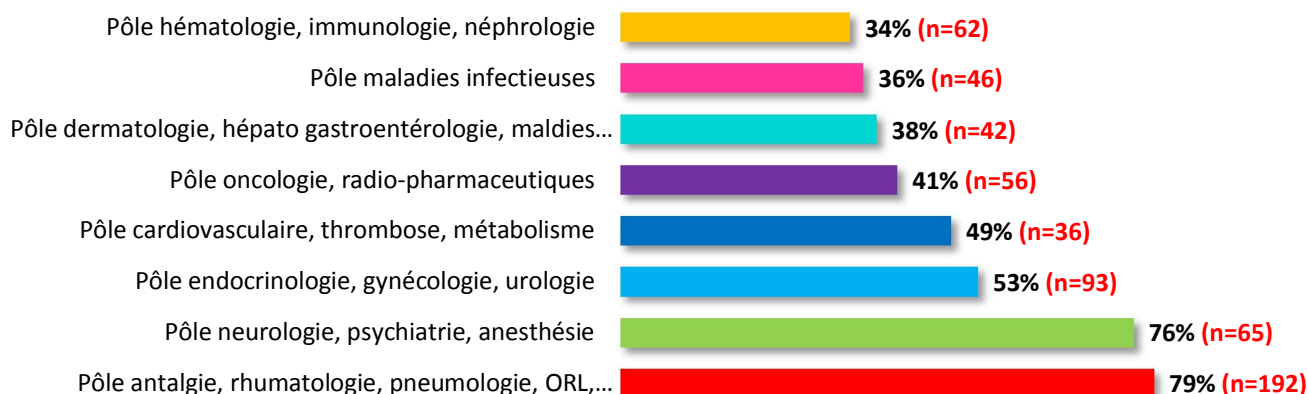 Pôle hématologie, immunologie, néphrologie 34% (n=62)
Pôle maladies infectieuses 36% (n=46)
Pôle dermatologie, hépato gastroentérologie, maldies... 38% (n=42)
Pôle oncologie, radio-pharmaceutiques 41% (n=56)
Pôle cardiovasculaire, thrombose, métabolisme 49% (n=36)
Pôle endocrinologie, gynécologie, urologie 53% (n=93)
Pôle neurologie, psychiatrie, anesthésie 76% (n=65)
Pôle antalgie, rhumatologie, pneumologie, ORL,... 79% (n=192)